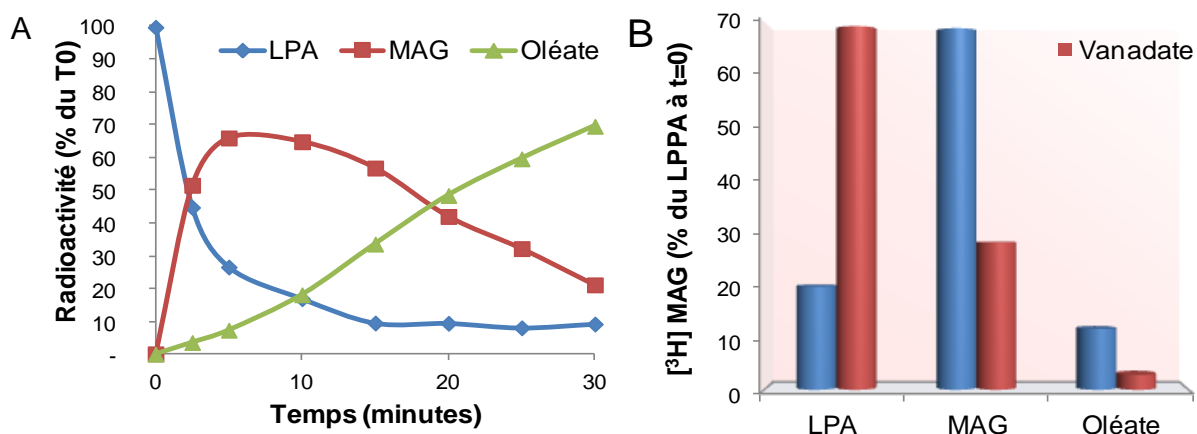 A
LPA MAG Oléate
Radioactivité (% du T0)
100
90
80
70
60
50
40
30
20
10
-
0 10 20 30
Temps (minutes)
B
Vanadate
[³H] MAG (% du LPPA à t=0)
70
60
50
40
30
20
10
0
LPA MAG Oléate